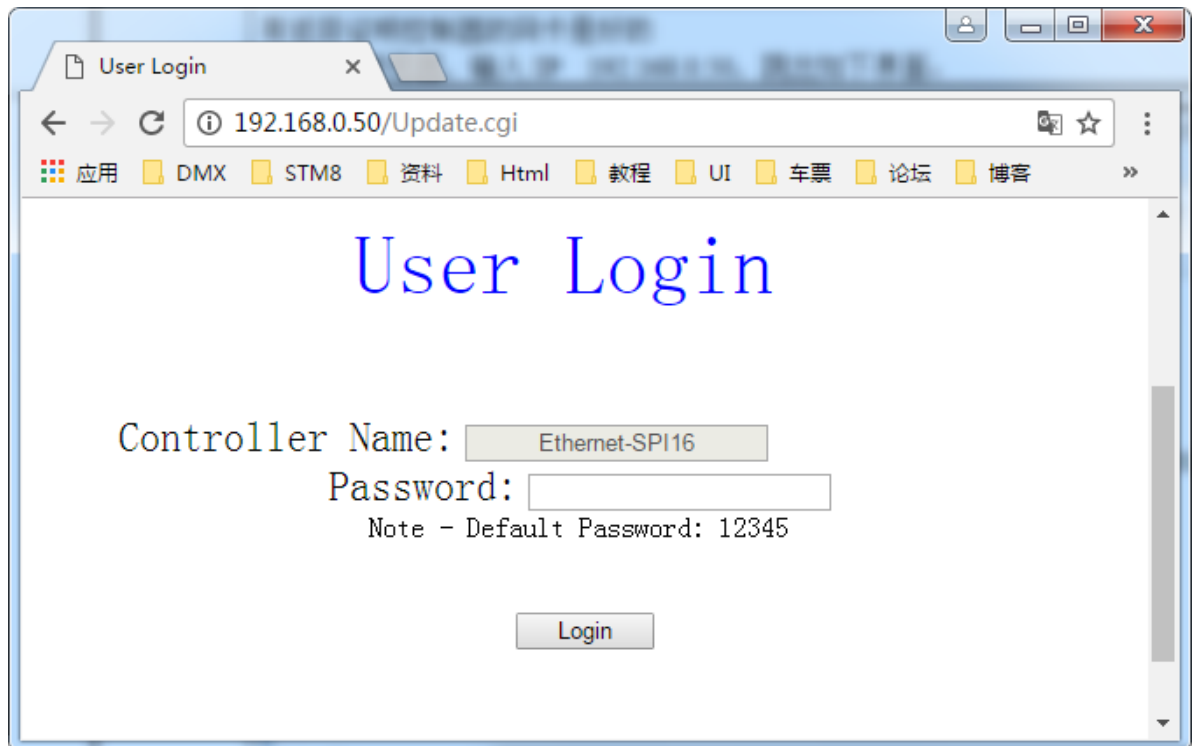 User Login
192.168.0.50/Update.cgi
应用 DMX STM8 资料 Html 教程 UI 车票 论坛 博客 »
User Login
Controller Name: Ethernet-SPI16
Password:
Note - Default Password: 12345
Login